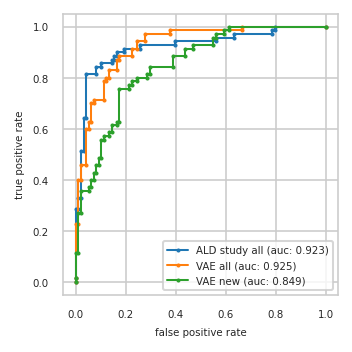 1.0
0.8
0.6
0.4
0.2
0.0
true positive rate
ALD study all (auc: 0.923)
VAE all (auc: 0.925)
VAE new (auc: 0.849)
0.0 0.2 0.4 0.6 0.8 1.0
false positive rate